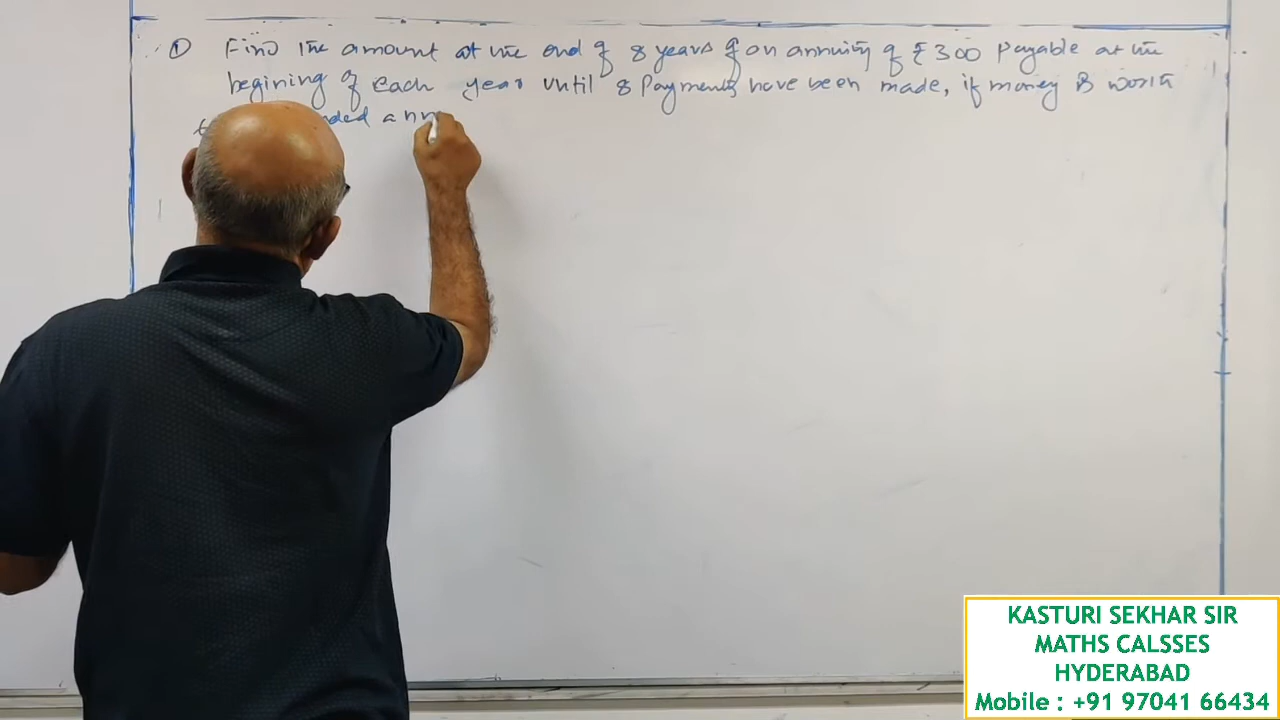 ① Find the amount at the end of 8 years of an annuity of ₹ 300 payable at the
begining of each year until 8 payments have been made, if money is worth
ded ann
KASTURI SEKHAR SIR
MATHS CALSSES
HYDERABAD
Mobile : +91 97041 66434